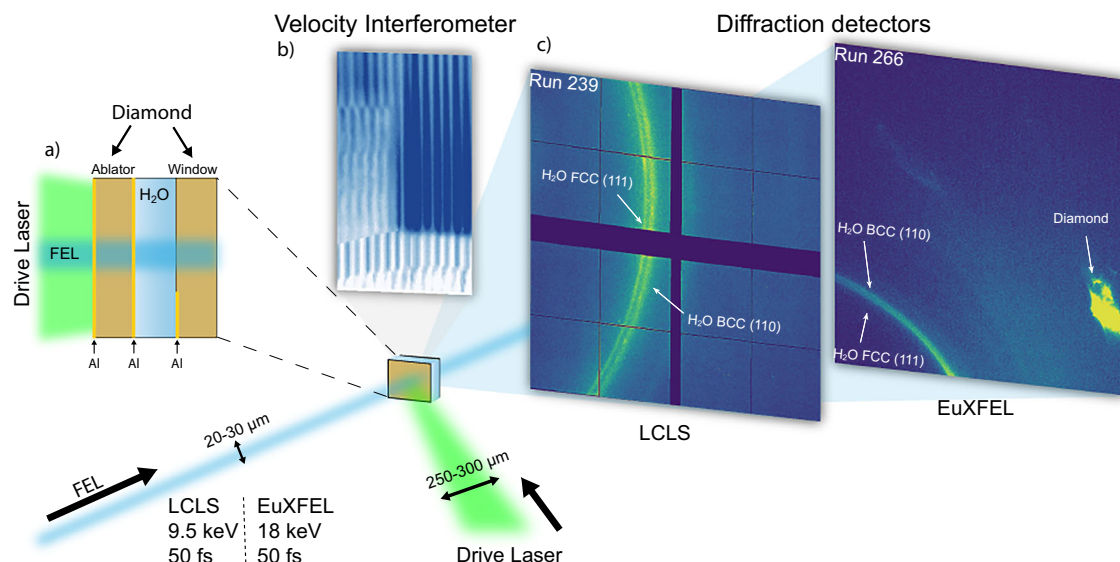 Velocity Interferometer
Diffraction detectors
b)
c)
Run 239
Run 266
Diamond
a)
Ablator
Window
H₂O
Drive Laser
FEL
Al
Al
Al
H₂O FCC (111)
H₂O BCC (110)
H₂O BCC (110)
H₂O FCC (111)
Diamond
LCLS
EuXFEL
20-30 µm
250-300 µm
FEL
LCLS
9.5 keV
50 fs
EuXFEL
18 keV
50 fs
Drive Laser